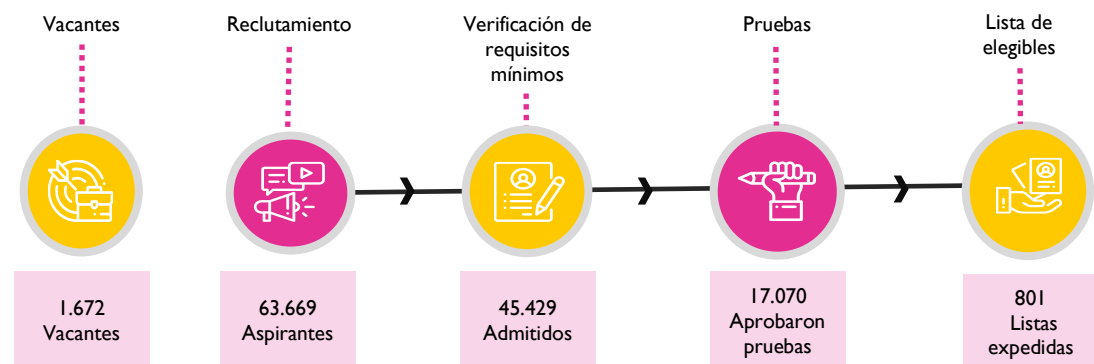 Vacantes
Reclutamiento
Verificación de
requisitos
mínimos
Pruebas
Lista de
elegibles
1.672
Vacantes
63.669
Aspirantes
45.429
Admitidos
17.070
Aprobaron
pruebas
801
Listas
expedidas